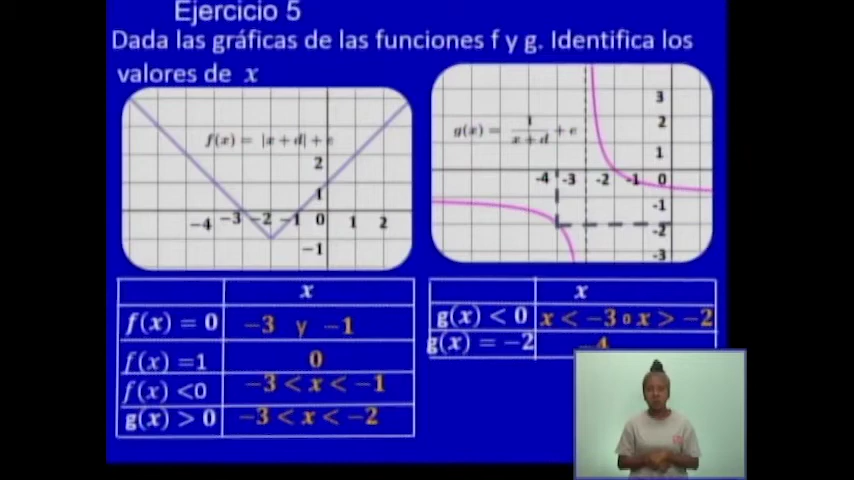 Ejercicio 5
Dada las gráficas de las funciones f y g. Identifica los
valores de x
f(x) = |x + d| + e
2
1
−4 −3 −2 −1 0 1 2
−1
g(x) = 1/(x + d) + e
3
2
1
-4 -3 -2 -1 0
-1
-2
-3
x
f(x) = 0 −3 y −1
f(x) =1 0
f(x) <0 −3 < x < −1
g(x) > 0 −3 < x < −2
x
g(x) < 0 x < −3 o x > −2
g(x) = −2 −4